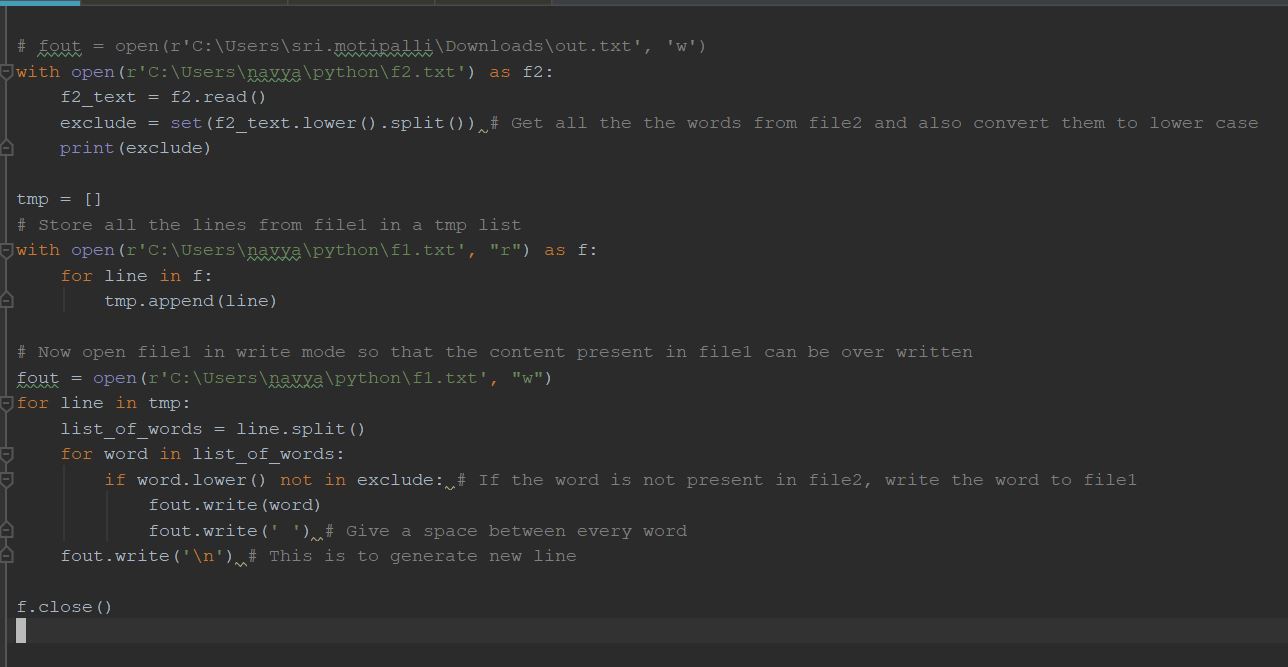 # fout = open(r'C:\Users\sri.motipalli\Downloads\out.txt', 'w')
with open(r'C:\Users\navya\python\f2.txt') as f2:
    f2_text = f2.read()
    exclude = set(f2_text.lower().split()) # Get all the the words from file2 and also convert them to lower case
    print(exclude)

tmp = []
# Store all the lines from file1 in a tmp list
with open(r'C:\Users\navya\python\f1.txt', "r") as f:
    for line in f:
        tmp.append(line)

# Now open file1 in write mode so that the content present in file1 can be over written
fout = open(r'C:\Users\navya\python\f1.txt', "w")
for line in tmp:
    list_of_words = line.split()
    for word in list_of_words:
        if word.lower() not in exclude: # If the word is not present in file2, write the word to file1
            fout.write(word)
            fout.write(' ') # Give a space between every word
    fout.write('\n') # This is to generate new line

f.close()